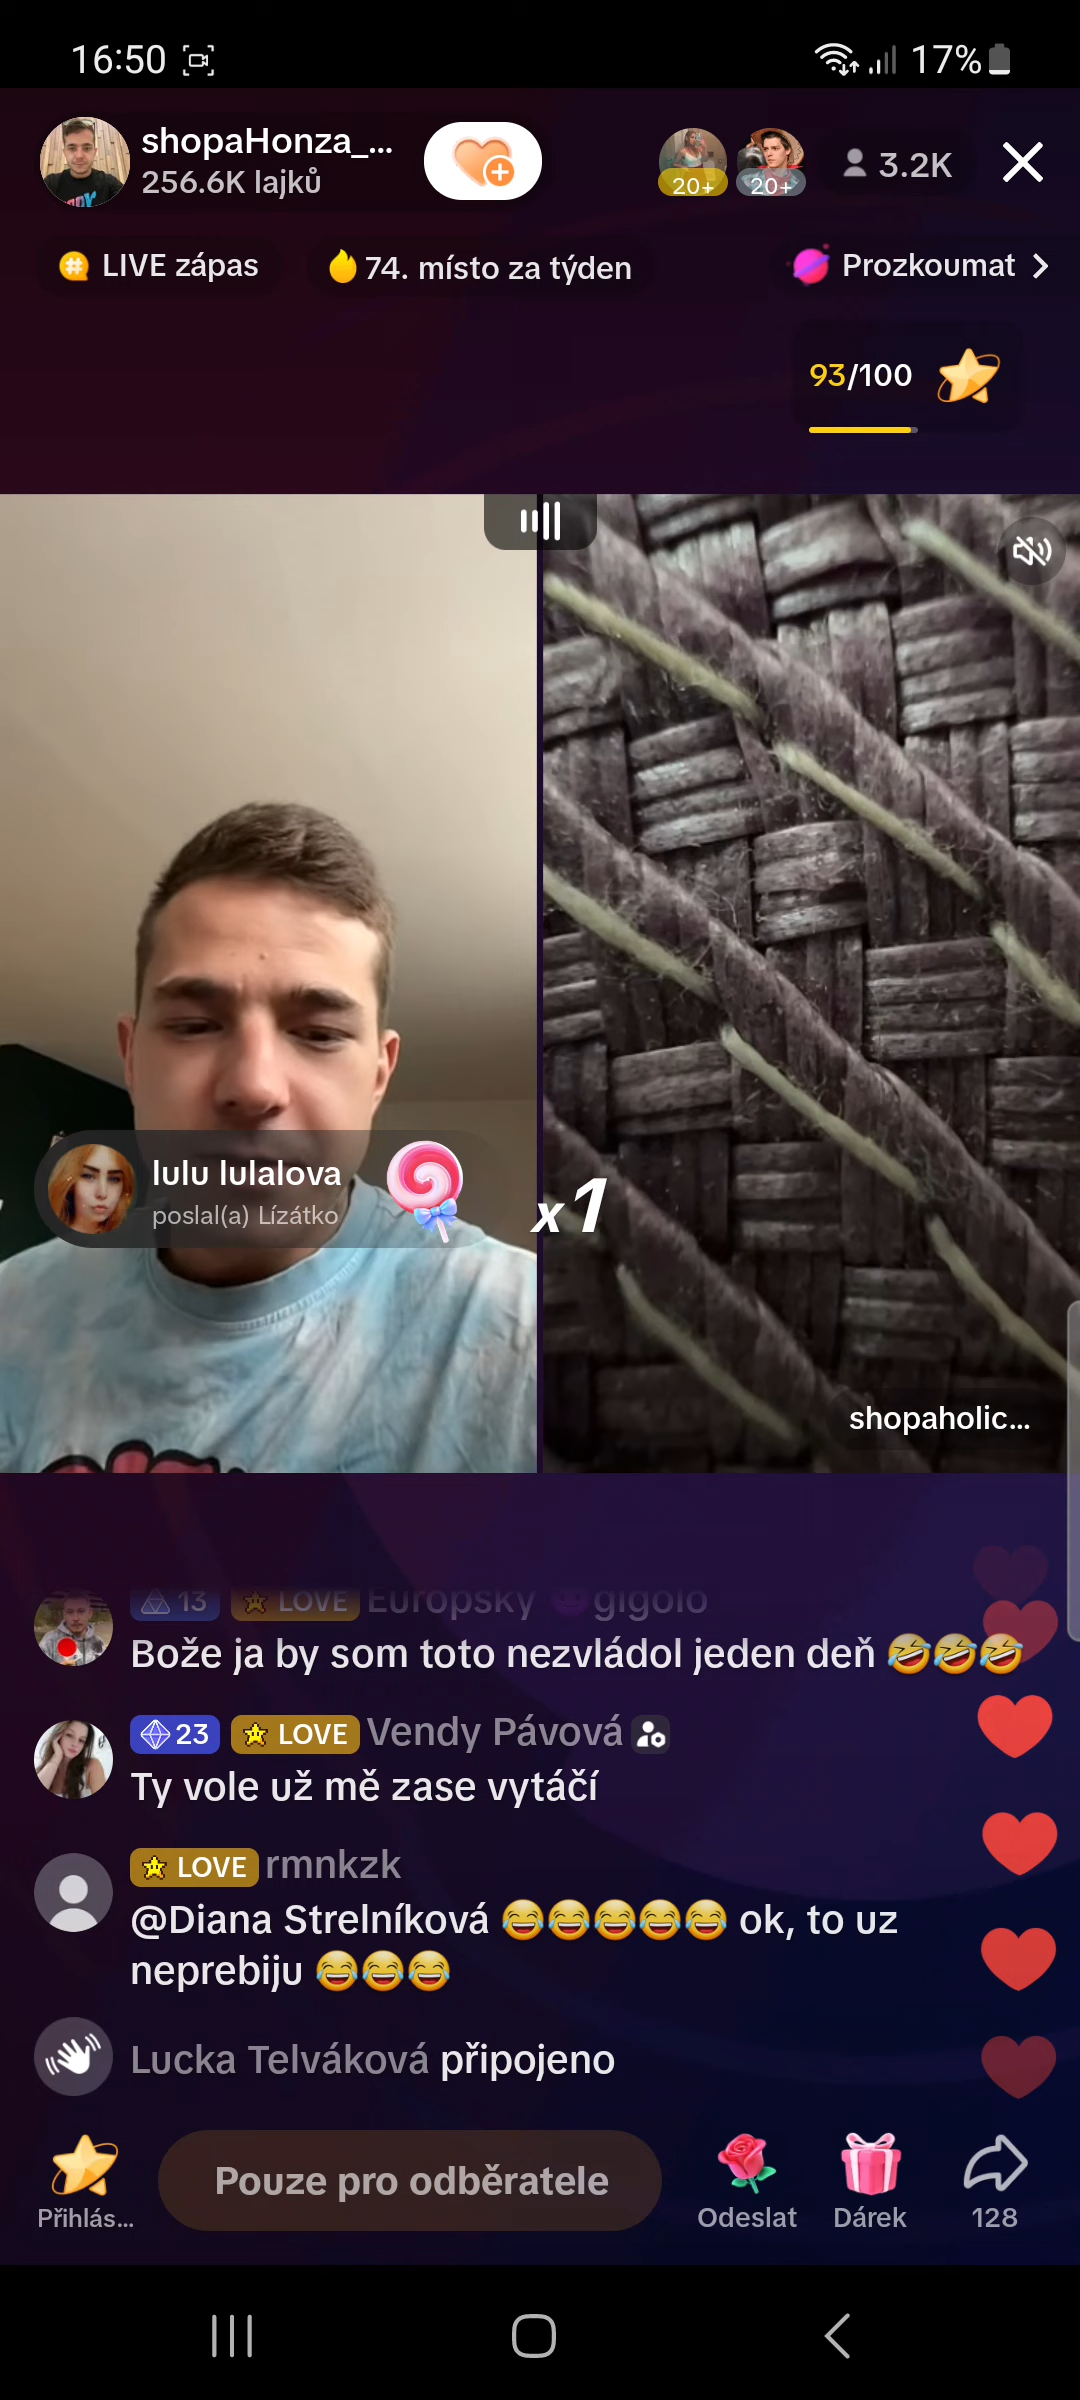 16:50
17%
shopaHonza_...
256.6K lajků
20+
20+
3.2K
LIVE zápas
74. místo za týden
Prozkoumat
93/100
lulu lulalova
poslal(a) Lízátko
x1
shopaholic...
13 LOVE Europsky 😈gigolo
Bože ja by som toto nezvládol jeden deň 🤣🤣🤣
23 LOVE Vendy Pávová
Ty vole už mě zase vytáčí
LOVE rmnkzk
@Diana Strelníková 😂😂😂😂😂 ok, to uz
neprebiju 😂😂😂
Lucka Telváková připojeno
Přihlás...
Pouze pro odběratele
Odeslat
Dárek
128